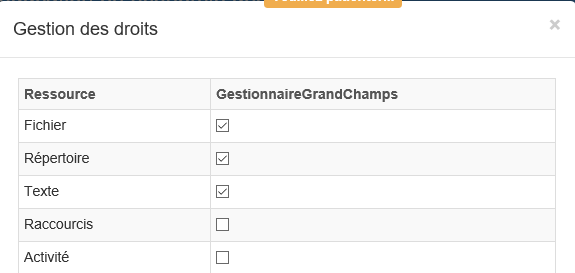 Gestion des droits
×
Ressource GestionnaireGrandChamps
Fichier
Répertoire
Texte
Raccourcis
Activité